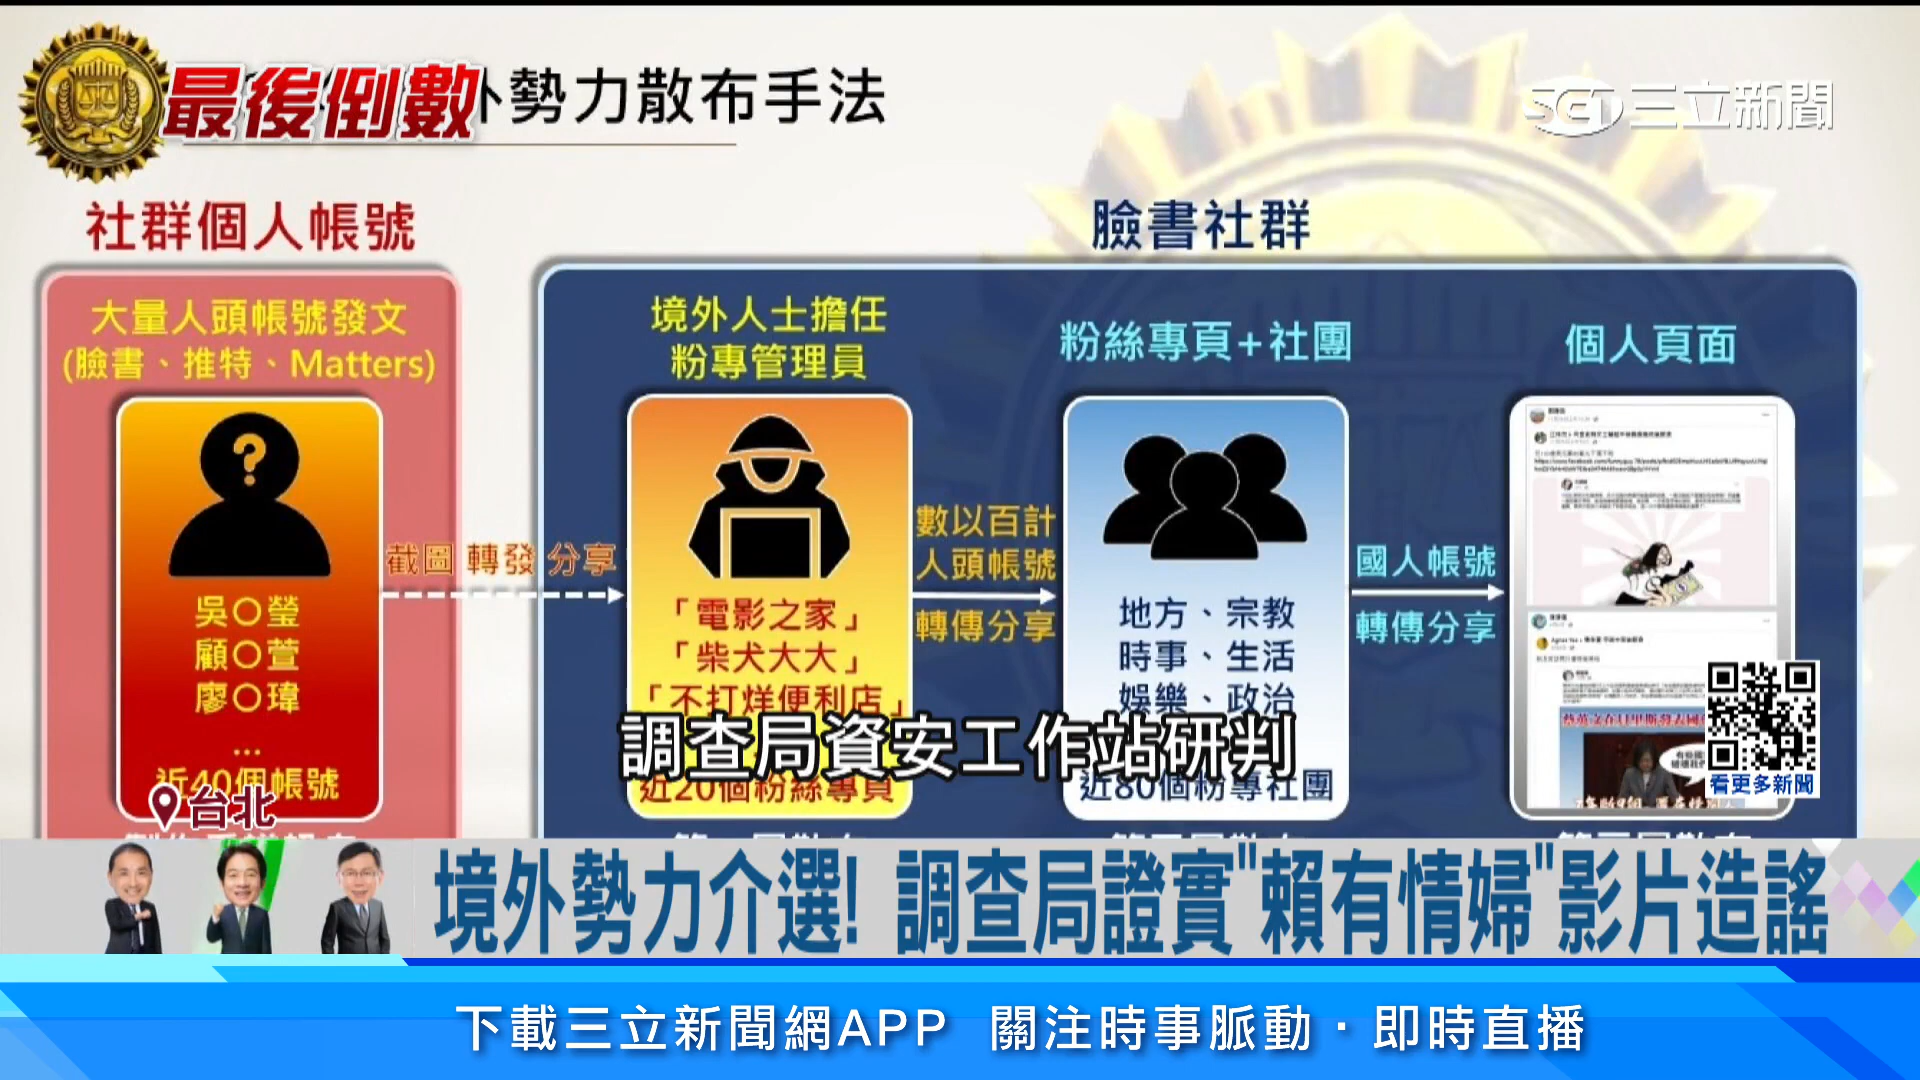 最後倒數
外勢力散布手法
SET三立新聞
社群個人帳號
臉書社群
大量人頭帳號發文
(臉書、推特、Matters)
境外人士擔任
粉專管理員
粉絲專頁+社團
個人頁面
?
吳〇瑩
顧〇萱
廖〇瑋
...
近40個帳號
截圖 轉發 分享
「電影之家」
「柴犬大大」
「不打烊便利店」
近20個粉絲專頁
數以百計
人頭帳號
轉傳分享
地方、宗教
時事、生活
娛樂、政治
近80個粉專社團
國人帳號
轉傳分享
調查局資安工作站研判
看更多新聞
台北
境外勢力介選! 調查局證實"賴有情婦"影片造謠
下載三立新聞網APP 關注時事脈動·即時直播